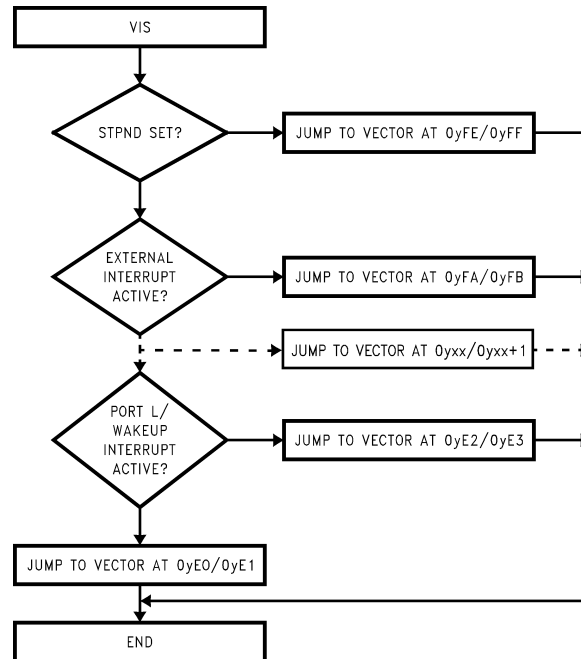 VIS
STPND SET?
JUMP TO VECTOR AT 0yFE/0yFF
EXTERNAL
INTERRUPT
ACTIVE?
JUMP TO VECTOR AT 0yFA/0yFB
JUMP TO VECTOR AT 0yxx/0yxx+1
PORT L/
WAKEUP
INTERRUPT
ACTIVE?
JUMP TO VECTOR AT 0yE2/0yE3
JUMP TO VECTOR AT 0yE0/0yE1
END